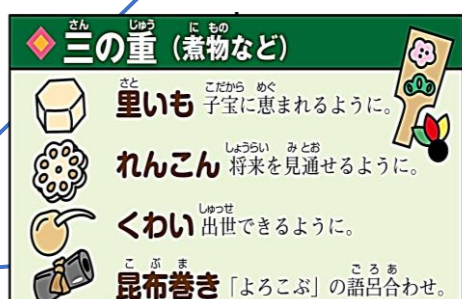 三の重（煮物など）
里いも 子宝に恵まれるように。
れんこん 将来を見通せるように。
くわい 出世できるように。
昆布巻き 「よろこぶ」の語呂合わせ。